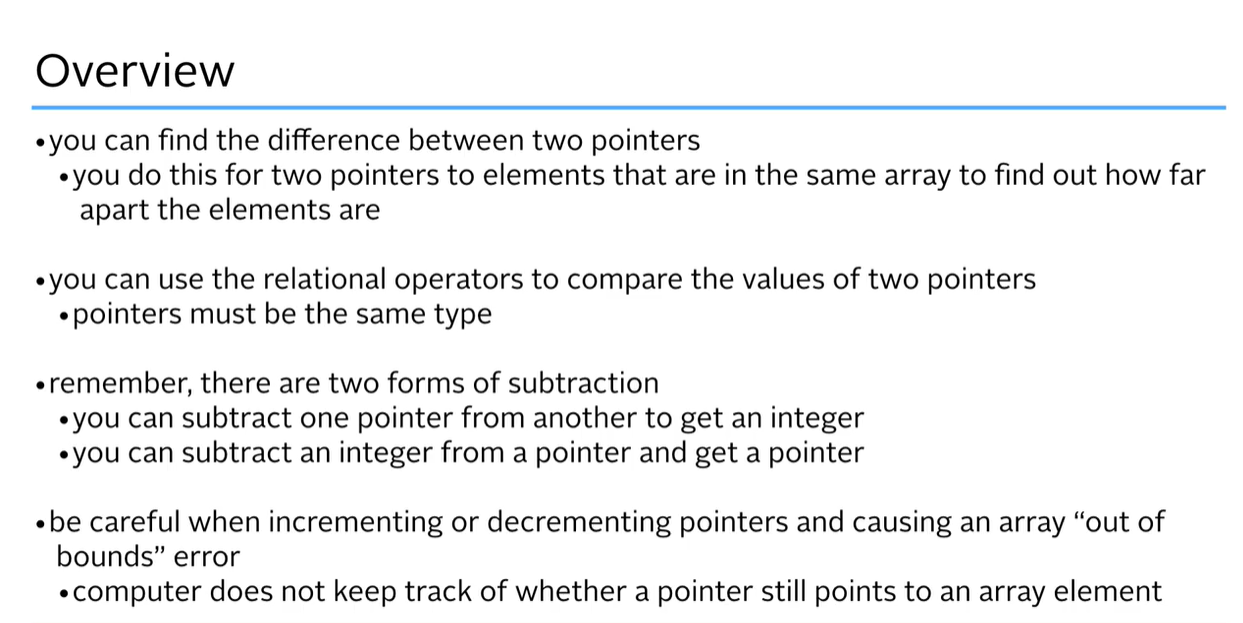 Overview
•you can find the difference between two pointers
•you do this for two pointers to elements that are in the same array to find out how far
apart the elements are
•you can use the relational operators to compare the values of two pointers
•pointers must be the same type
•remember, there are two forms of subtraction
•you can subtract one pointer from another to get an integer
•you can subtract an integer from a pointer and get a pointer
•be careful when incrementing or decrementing pointers and causing an array “out of
bounds” error
•computer does not keep track of whether a pointer still points to an array element